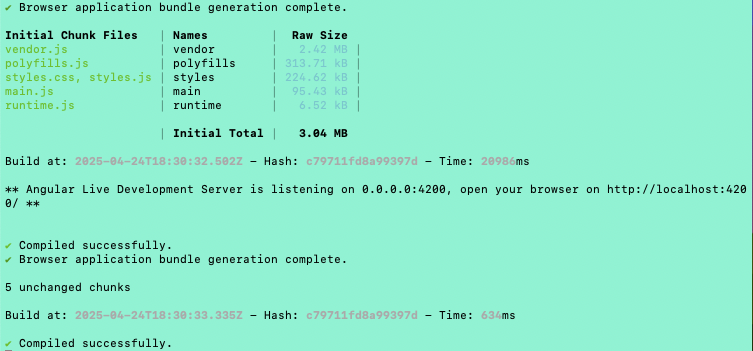 ✔ Browser application bundle generation complete.
Initial Chunk Files | Names | Raw Size
vendor.js | vendor | 2.42 MB |
polyfills.js | polyfills | 313.71 kB |
styles.css, styles.js | styles | 224.62 kB |
main.js | main | 95.43 kB |
runtime.js | runtime | 6.52 kB |
| Initial Total | 3.04 MB
Build at: 2025-04-24T18:30:32.502Z - Hash: c79711fd8a99397d - Time: 20986ms
** Angular Live Development Server is listening on 0.0.0.0:4200, open your browser on http://localhost:420
0/ **
✔ Compiled successfully.
✔ Browser application bundle generation complete.
5 unchanged chunks
Build at: 2025-04-24T18:30:33.335Z - Hash: c79711fd8a99397d - Time: 634ms
✔ Compiled successfully.